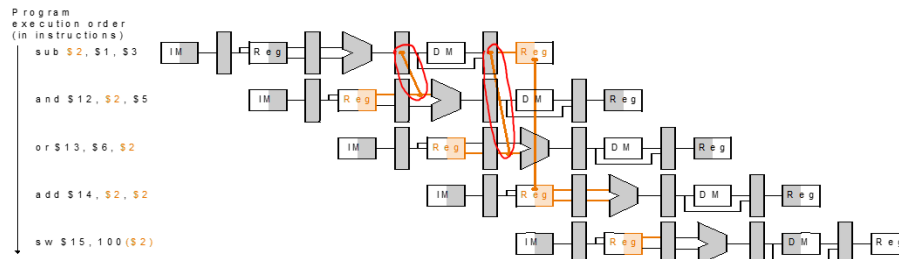 Program
execution order
(in instructions)
sub $2, $1, $3
IM Reg DM Reg
and $12, $2, $5
IM Reg DM Reg
or $13, $6, $2
IM Reg DM Reg
add $14, $2, $2
IM Reg DM Reg
sw $15, 100($2)
IM Reg DM Re